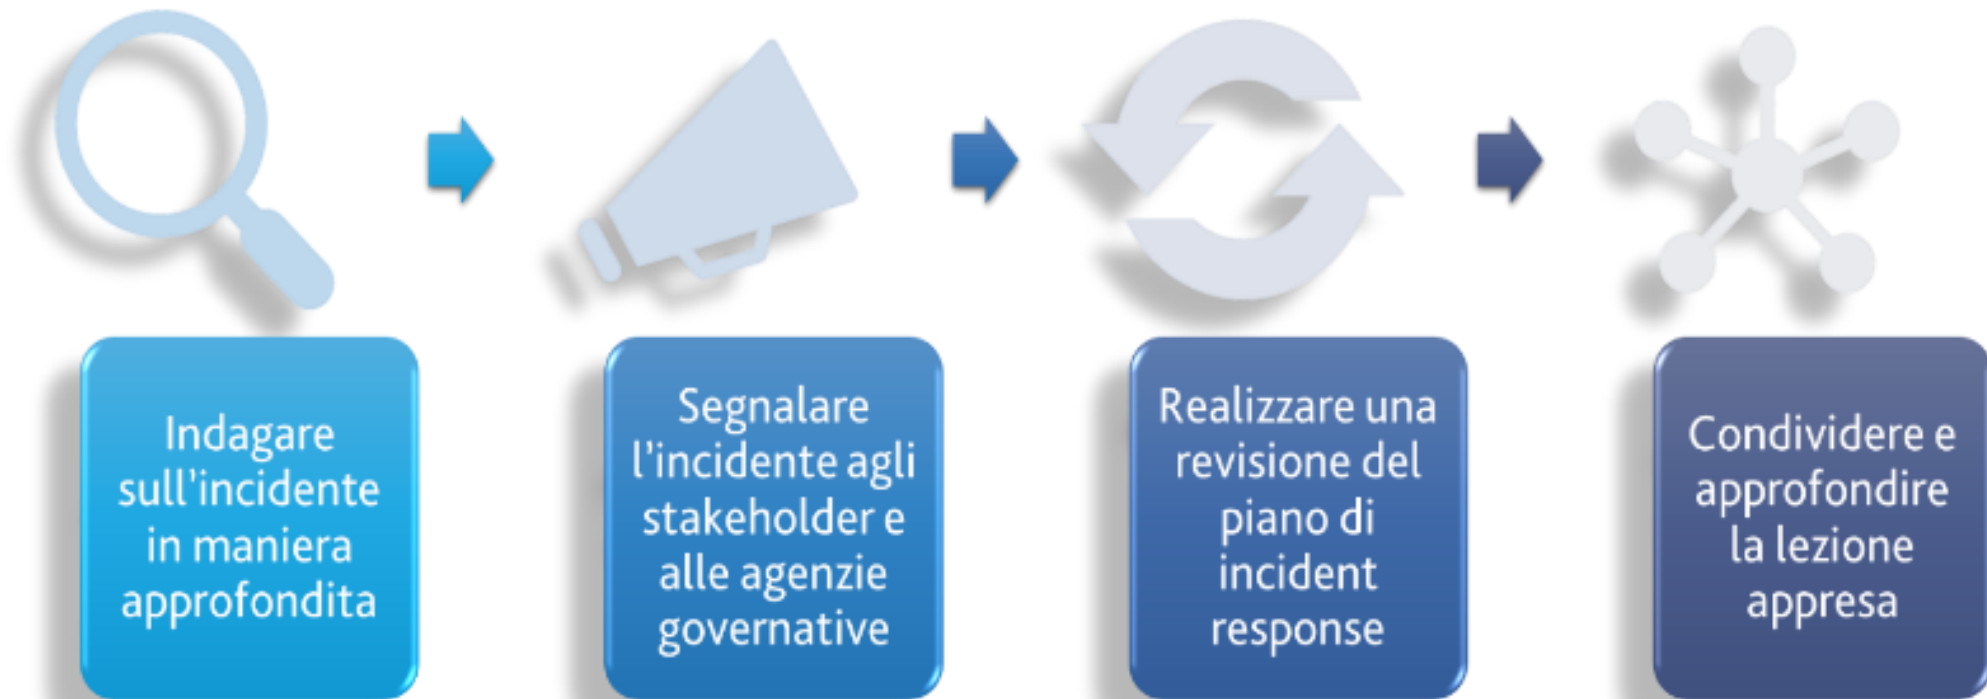 Indagare
sull'incidente
in maniera
approfondita
Segnalare
l'incidente agli
stakeholder e
alle agenzie
governative
Realizzare una
revisione del
piano di
incident
response
Condividere e
approfondire
la lezione
appresa